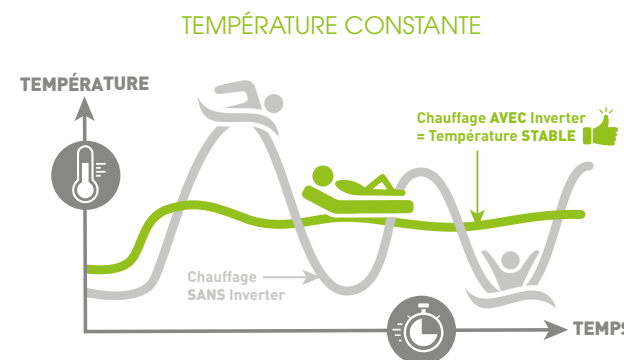 TEMPÉRATURE CONSTANTE
TEMPÉRATURE
Chauffage AVEC Inverter
= Température STABLE
Chauffage
SANS Inverter
TEMPS